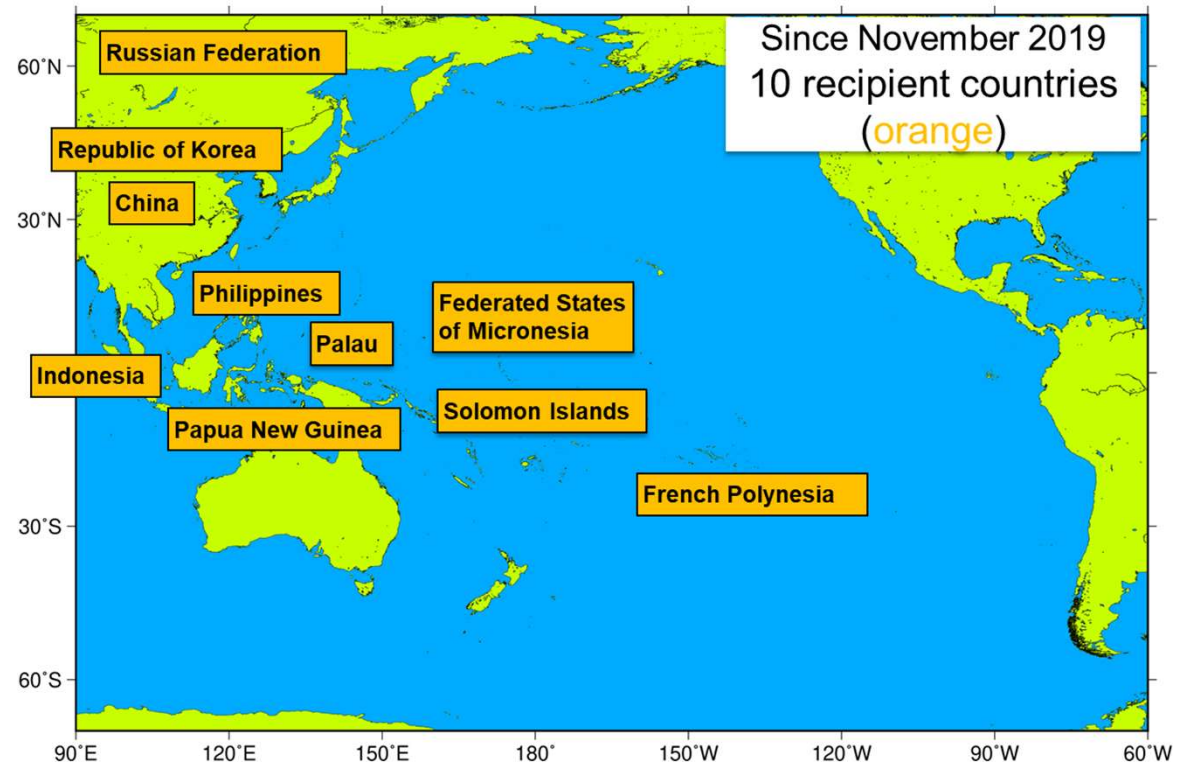 Since November 2019
10 recipient countries
(orange)
Russian Federation
Republic of Korea
China
Philippines
Federated States
of Micronesia
Palau
Indonesia
Solomon Islands
Papua New Guinea
French Polynesia
60˚N
30˚N
30˚S
60˚S
90˚E
120˚E
150˚E
180˚
150˚W
120˚W
90˚W
60˚W